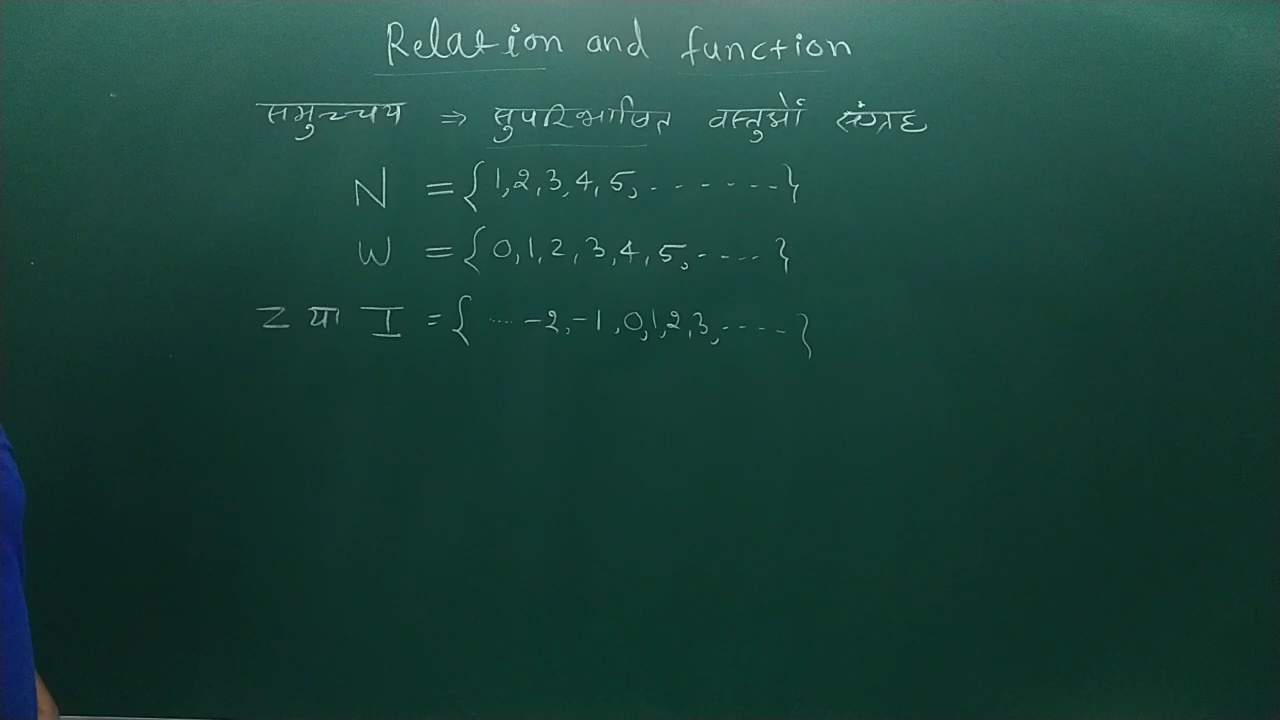 Relation and function
समुच्चय ⇒ सुपरिभाषित वस्तुओं संग्रह
N = {1, 2, 3, 4, 5, .......}
W = {0, 1, 2, 3, 4, 5, .....}
Z या I = { .... -2, -1, 0, 1, 2, 3, ..... }